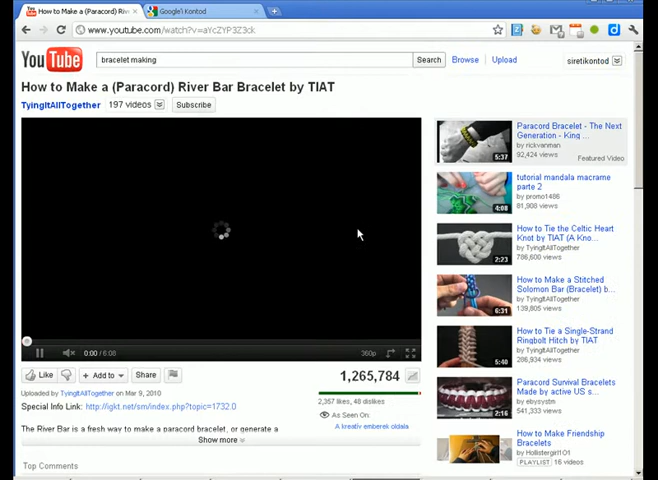 How to Make a (Paracord) Riv
Google'i Kontod
www.youtube.com/watch?v=aYcZYP3Z3ck
YouTube
bracelet making
Search
Browse
Upload
siretikontod
How to Make a (Paracord) River Bar Bracelet by TIAT
TyingItAllTogether
197 videos
Subscribe
0:00 / 6:08
360p
Like
+ Add to
Share
1,265,784
Uploaded by TyingItAllTogether on Mar 9, 2010
2,357 likes, 48 dislikes
Special Info Link: http://igkt.net/sm/index.php?topic=1732.0
As Seen On:
A kreatív emberek oldala
The River Bar is a fresh way to make a paracord bracelet, or generate a
Show more
Top Comments
5:37
Paracord Bracelet - The Next
Generation - King ...
by rickvanman
92,424 views
Featured Video
4:08
tutorial mandala macrame
parte 2
by promo1486
81,908 views
2:23
How to Tie the Celtic Heart
Knot by TIAT (A Kno...
by TyingItAllTogether
786,600 views
6:31
How to Make a Stitched
Solomon Bar (Bracelet) b...
by TyingItAllTogether
139,805 views
5:40
How to Tie a Single-Strand
Ringbolt Hitch by TIAT
by TyingItAllTogether
286,934 views
2:16
Paracord Survival Bracelets
Made by active US s...
by ebysystm
541,333 views
How to Make Friendship
Bracelets
by Hollistergirl101
PLAYLIST 16 videos